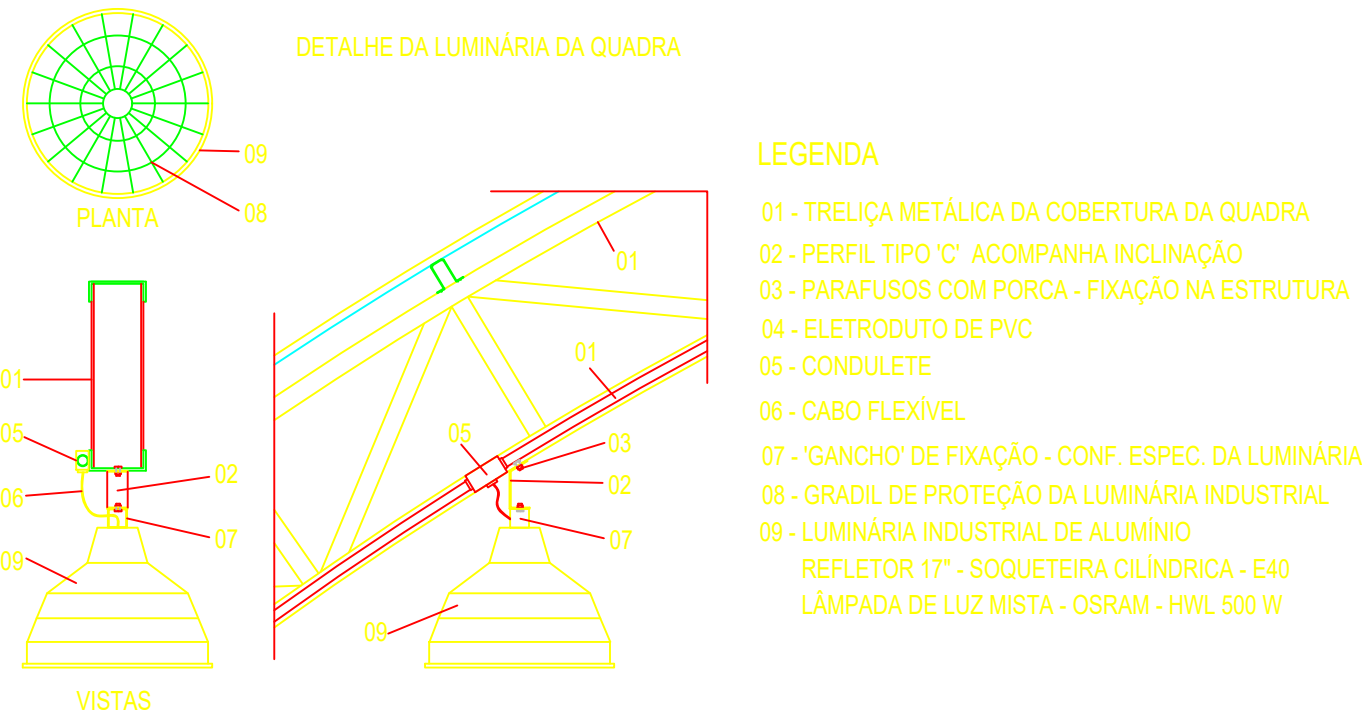 DETALHE DA LUMINÁRIA DA QUADRA
09
08
PLANTA
01
01
01
05
06
02
07
09
05
03
02
07
09
VISTAS
LEGENDA
01 - TRELIÇA METÁLICA DA COBERTURA DA QUADRA
02 - PERFIL TIPO 'C' ACOMPANHA INCLINAÇÃO
03 - PARAFUSOS COM PORCA - FIXAÇÃO NA ESTRUTURA
04 - ELETRODUTO DE PVC
05 - CONDULETE
06 - CABO FLEXÍVEL
07 - 'GANCHO' DE FIXAÇÃO - CONF. ESPEC. DA LUMINÁRIA
08 - GRADIL DE PROTEÇÃO DA LUMINÁRIA INDUSTRIAL
09 - LUMINÁRIA INDUSTRIAL DE ALUMÍNIO
REFLETOR 17" - SOQUETEIRA CILÍNDRICA - E40
LÂMPADA DE LUZ MISTA - OSRAM - HWL 500 W